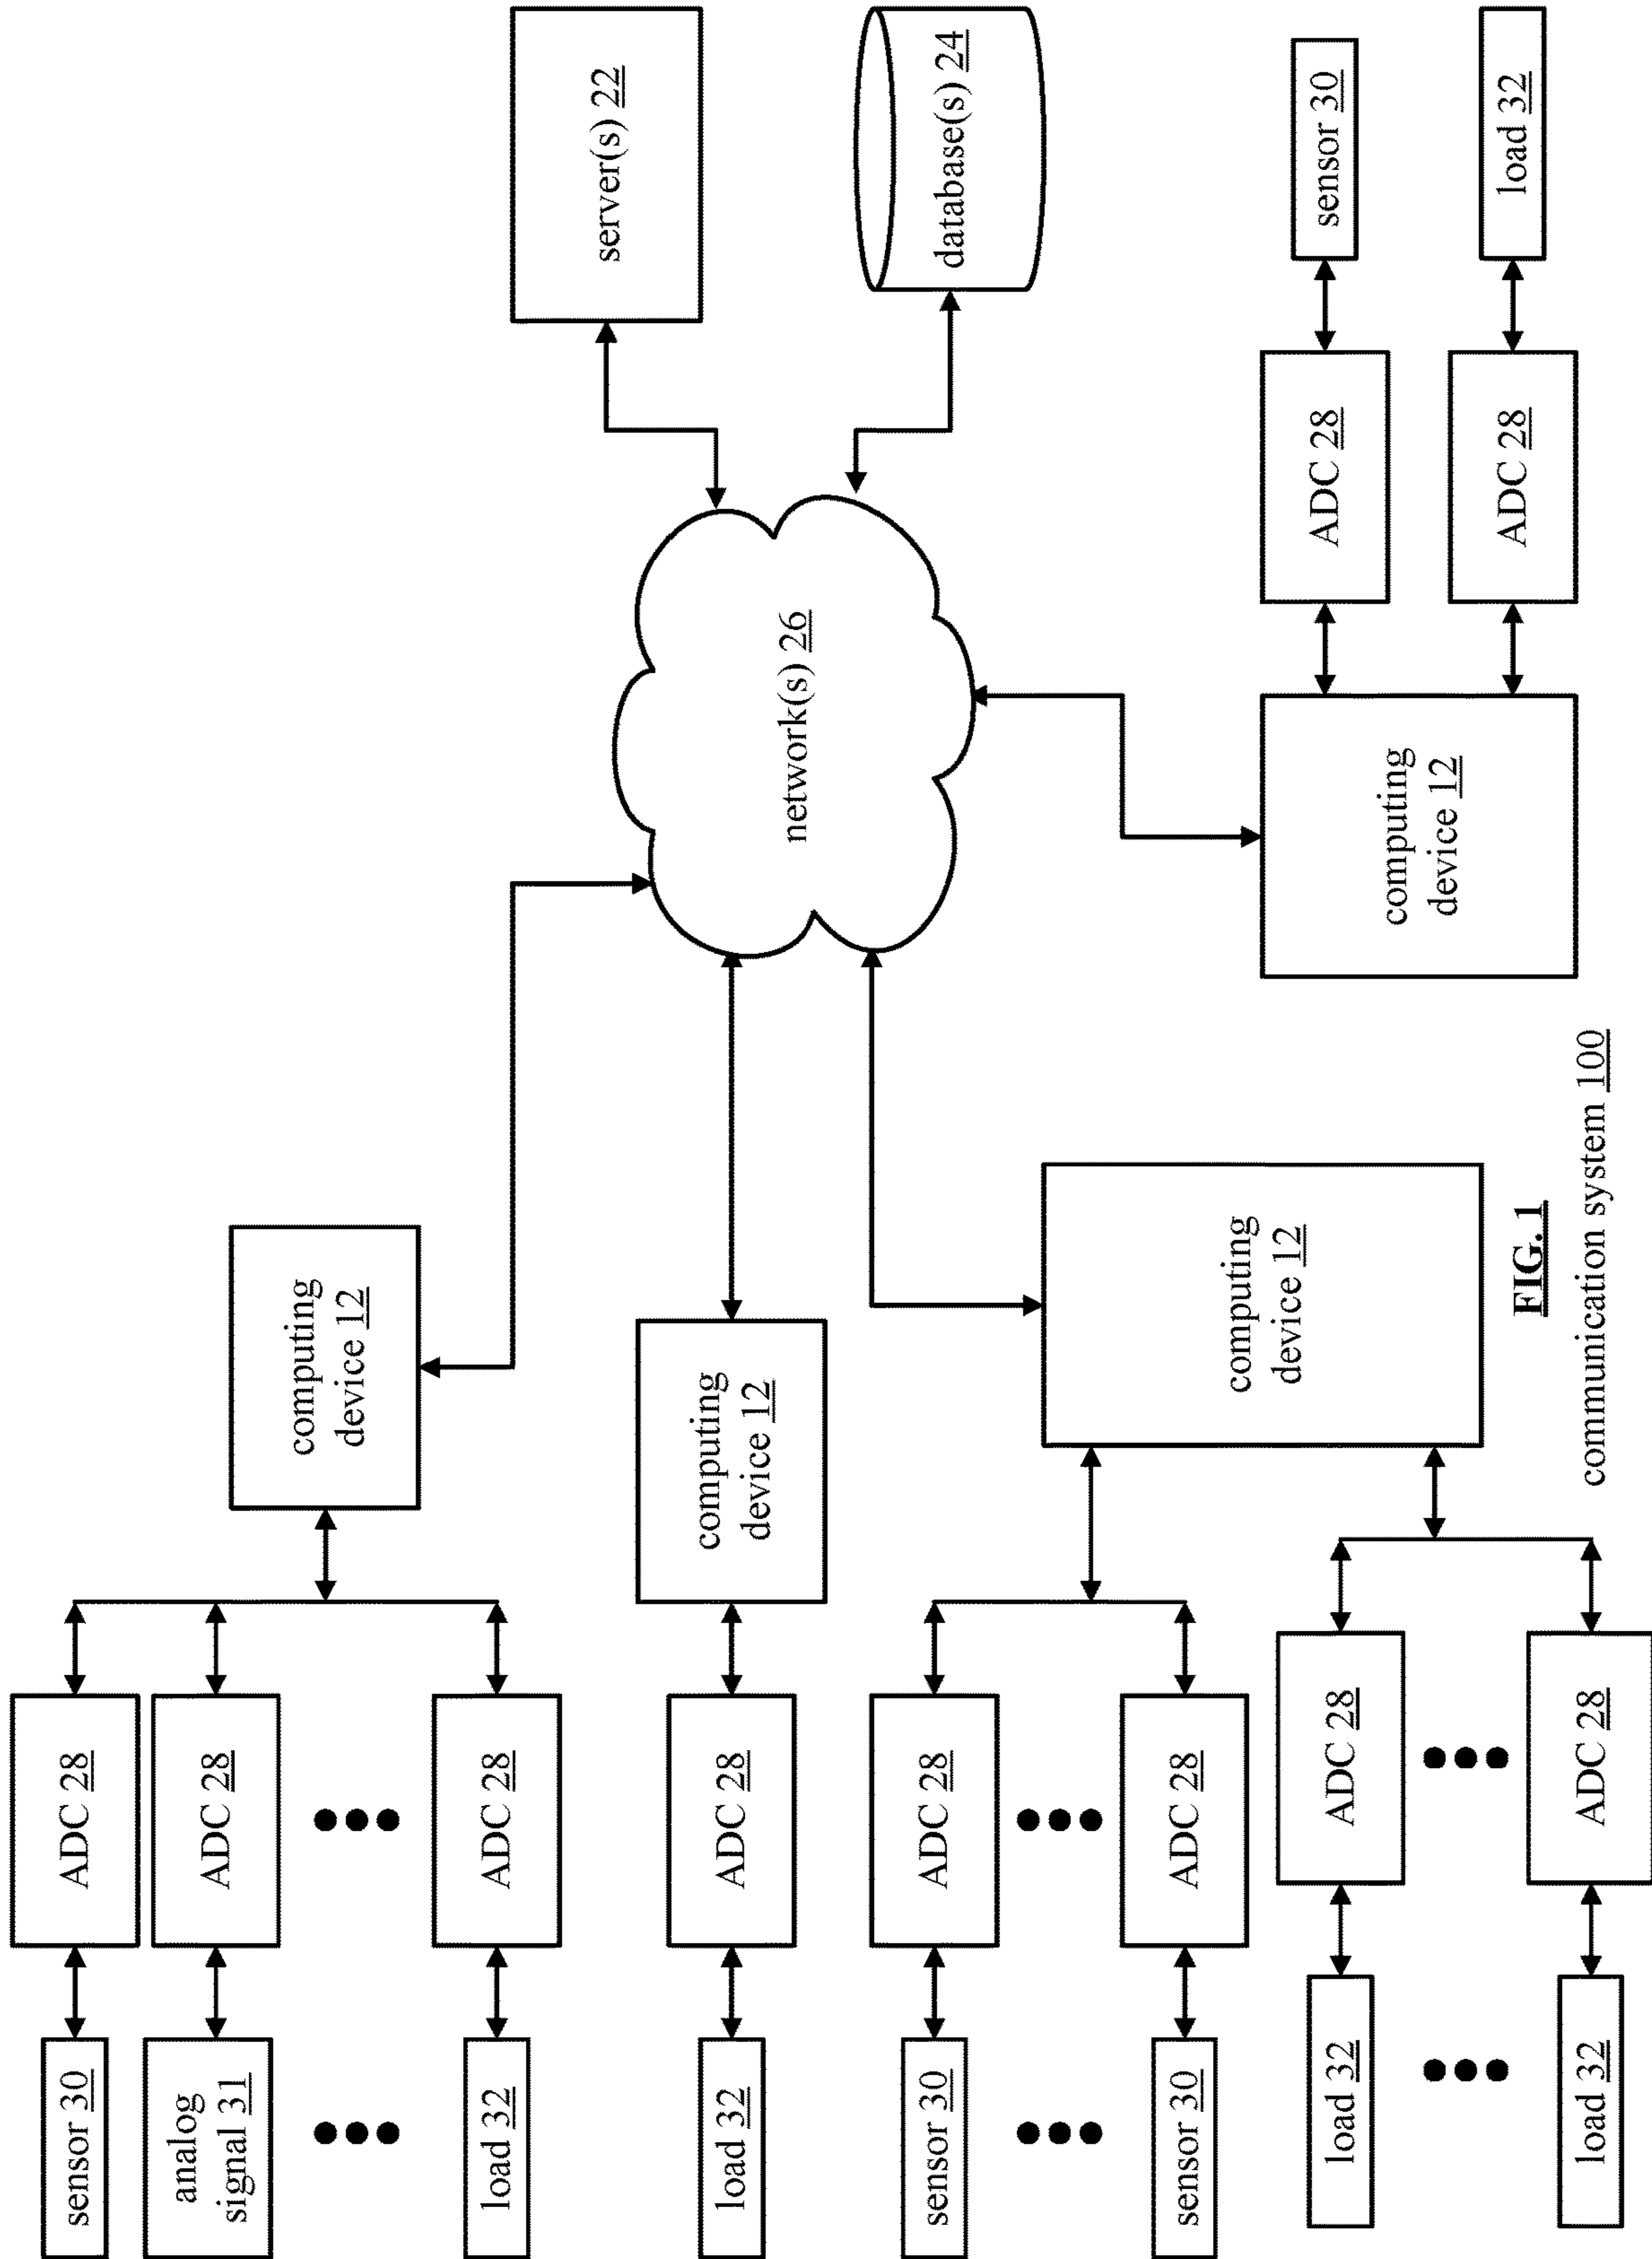 sensor 30
ADC 28
analog
signal 31
ADC 28
load 32
ADC 28
computing
device 12
server(s) 22
load 32
ADC 28
computing
device 12
network(s) 26
database(s) 24
sensor 30
ADC 28
sensor 30
ADC 28
computing
device 12
load 32
ADC 28
load 32
ADC 28
computing
device 12
ADC 28
sensor 30
ADC 28
load 32
FIG. 1
communication system 100